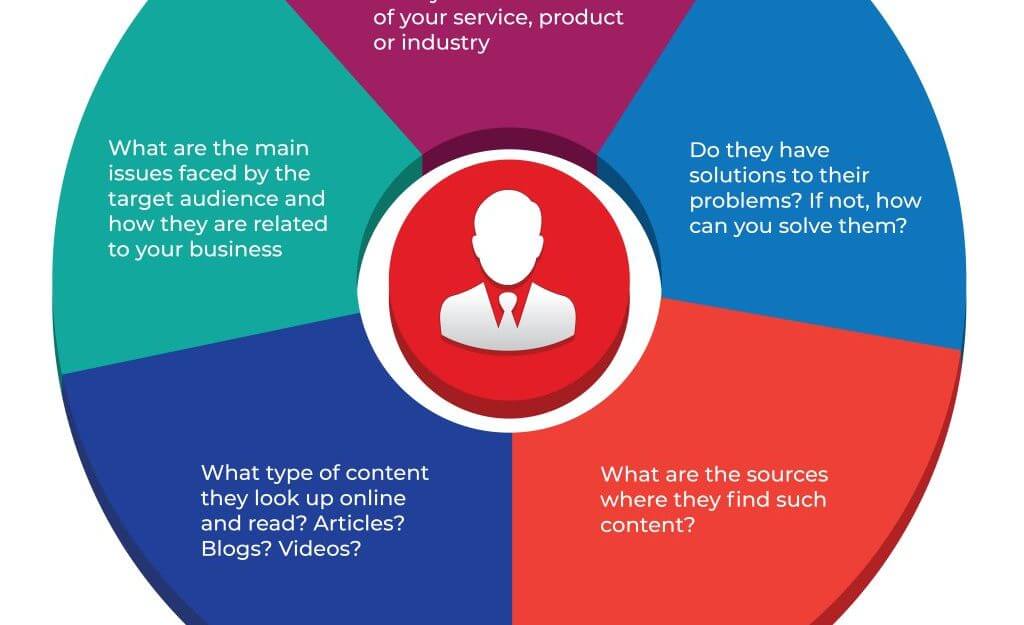 of your service, product
or industry
What are the main
issues faced by the
target audience and
how they are related
to your business
Do they have
solutions to their
problems? If not, how
can you solve them?
What type of content
they look up online
and read? Articles?
Blogs? Videos?
What are the sources
where they find such
content?